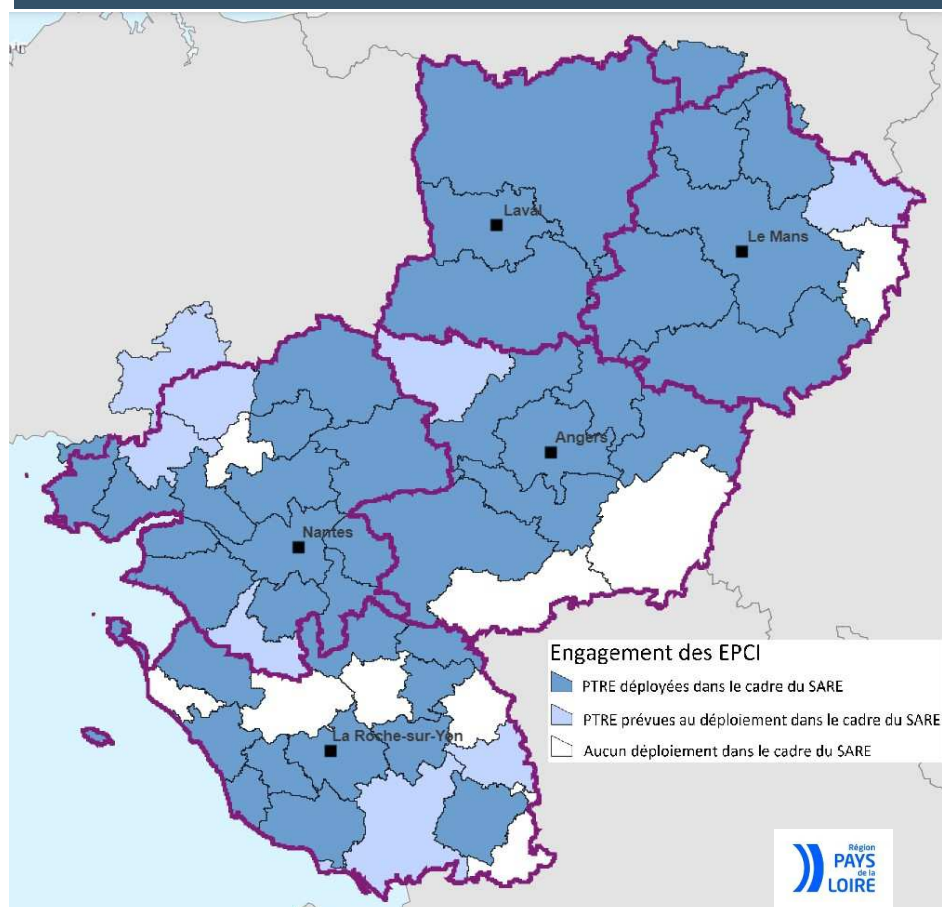 Laval
Le Mans
Angers
Nantes
La Roche-sur-Yon
Engagement des EPCI
PTRE déployées dans le cadre du SARE
PTRE prévues au déploiement dans le cadre du SARE
Aucun déploiement dans le cadre du SARE
Région
PAYS
de la
LOIRE